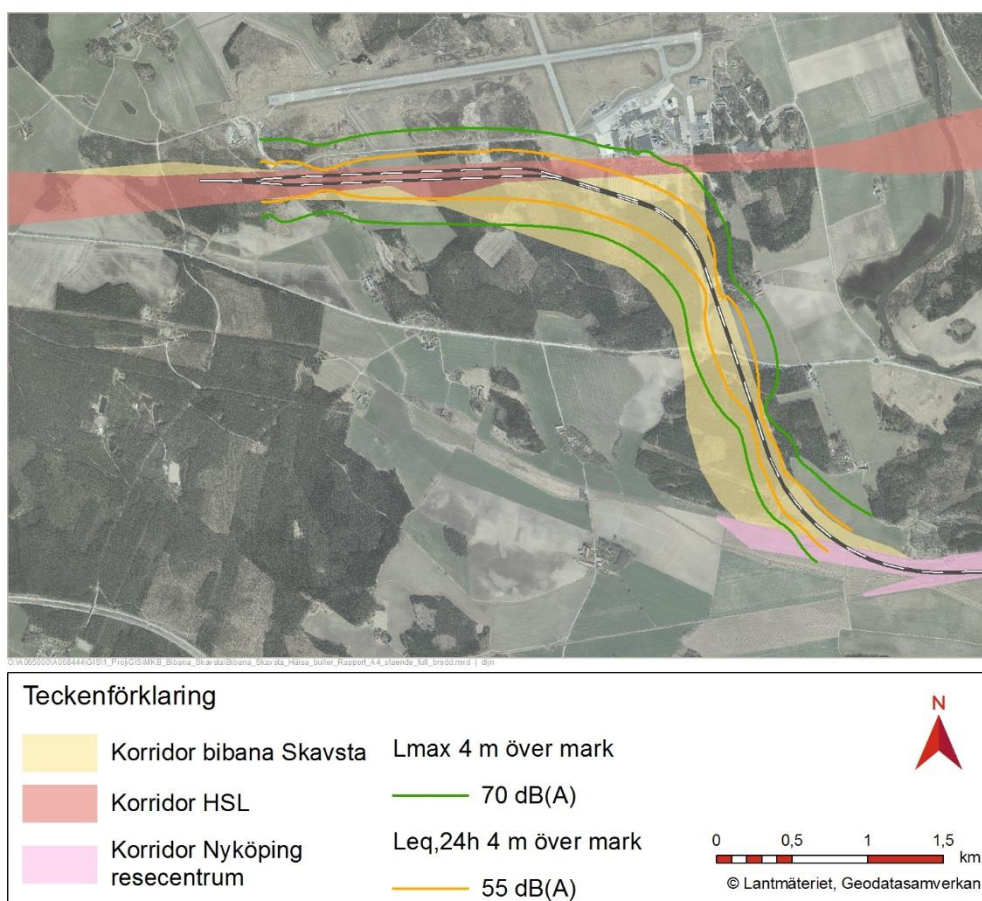 Teckenförklaring
Korridor bibana Skavsta
Korridor HSL
Korridor Nyköping
resecentrum
Lmax 4 m över mark
70 dB(A)
Leq,24h 4 m över mark
55 dB(A)
N
0 0,5 1 1,5
km
© Lantmäteriet, Geodatasamverkan